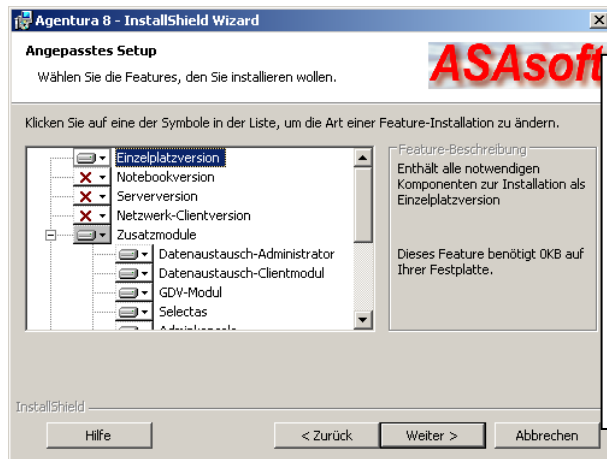 Agentura 8 - InstallShield Wizard
Angepasstes Setup
Wählen Sie die Features, den Sie installieren wollen.
ASAsoft
Klicken Sie auf eine der Symbole in der Liste, um die Art einer Feature-Installation zu ändern.
Einzelplatzversion
Notebookversion
Serverversion
Netzwerk-Clientversion
Zusatzmodule
Datenaustausch-Administrator
Datenaustausch-Clientmodul
GDV-Modul
Selectas
Feature-Beschreibung
Enthält alle notwendigen
Komponenten zur Installation als
Einzelplatzversion
Dieses Feature benötigt 0KB auf
Ihrer Festplatte.
InstallShield
Hilfe
< Zurück
Weiter >
Abbrechen